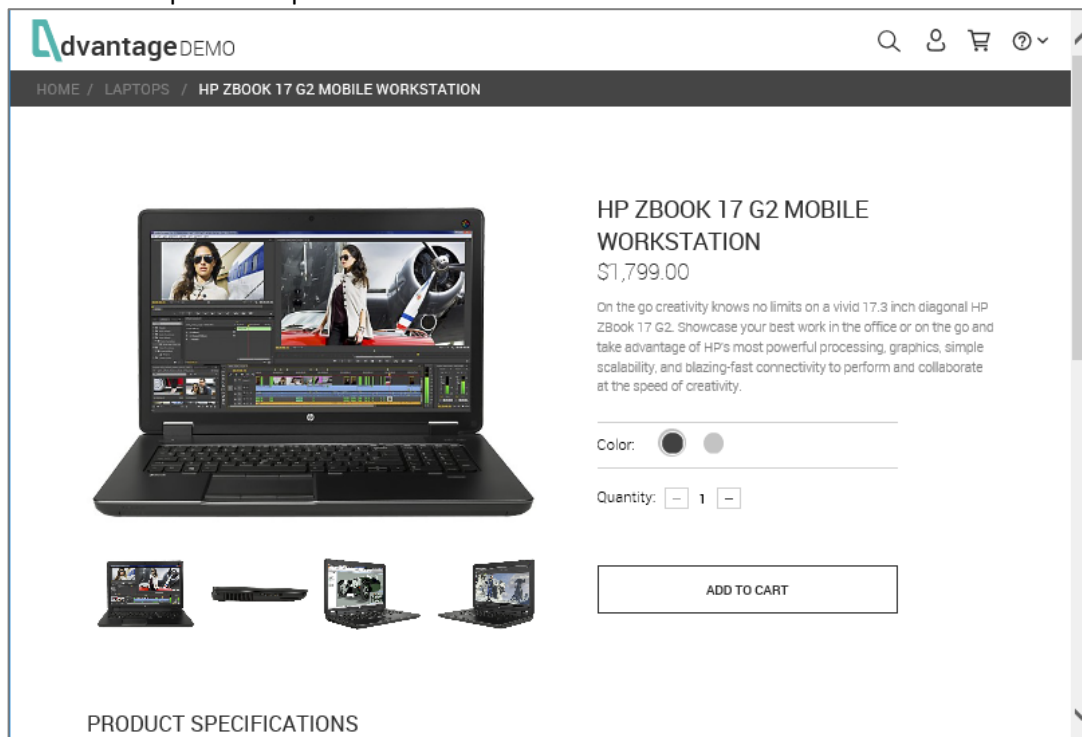 dvantage DEMO
HOME / LAPTOPS / HP ZBOOK 17 G2 MOBILE WORKSTATION
HP ZBOOK 17 G2 MOBILE
WORKSTATION
$1,799.00
On the go creativity knows no limits on a vivid 17.3 inch diagonal HP
ZBook 17 G2. Showcase your best work in the office or on the go and
take advantage of HP's most powerful processing, graphics, simple
scalability, and blazing-fast connectivity to perform and collaborate
at the speed of creativity.
Color:
Quantity: – 1 –
ADD TO CART
PRODUCT SPECIFICATIONS